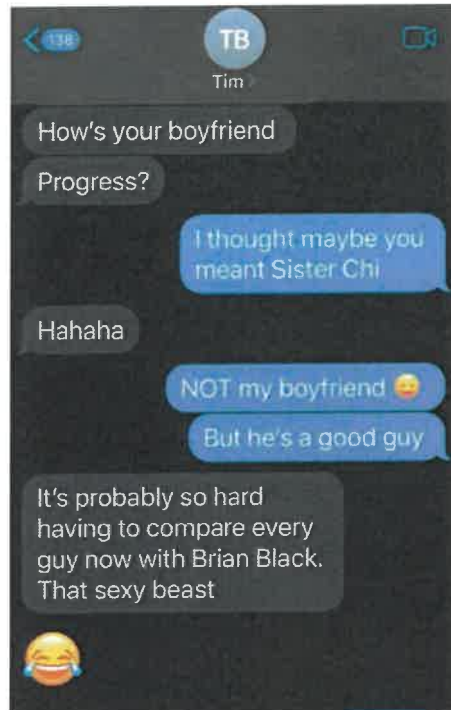 138
TB
Tim
How's your boyfriend
Progress?
I thought maybe you
meant Sister Chi
Hahaha
NOT my boyfriend 😅
But he's a good guy
It's probably so hard
having to compare every
guy now with Brian Black.
That sexy beast
😂